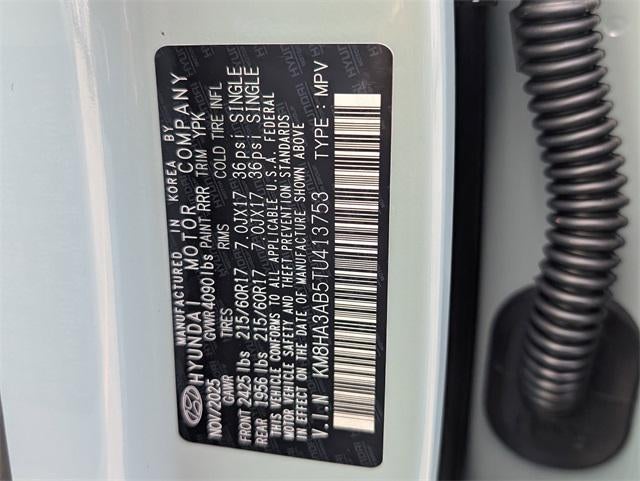 MANUFACTURED IN KOREA BY
HYUNDAI MOTOR COMPANY
NOV/2025 GVWR 4090 lbs PAINT RRR TRIM YPK
GAWR TIRES RIMS COLD TIRE INFL
FRONT 2425 lbs 215/60R17 7.0JX17 36psi SINGLE
REAR 1956 lbs 215/60R17 7.0JX17 36psi SINGLE
THIS VEHICLE CONFORMS TO ALL APPLICABLE U.S.A. FEDERAL
MOTOR VEHICLE SAFETY AND THEFT PREVENTION STANDARDS
IN EFFECT ON THE DATE OF MANUFACTURE SHOWN ABOVE
V.I.N KM8HA3AB5TU413753 TYPE : MPV